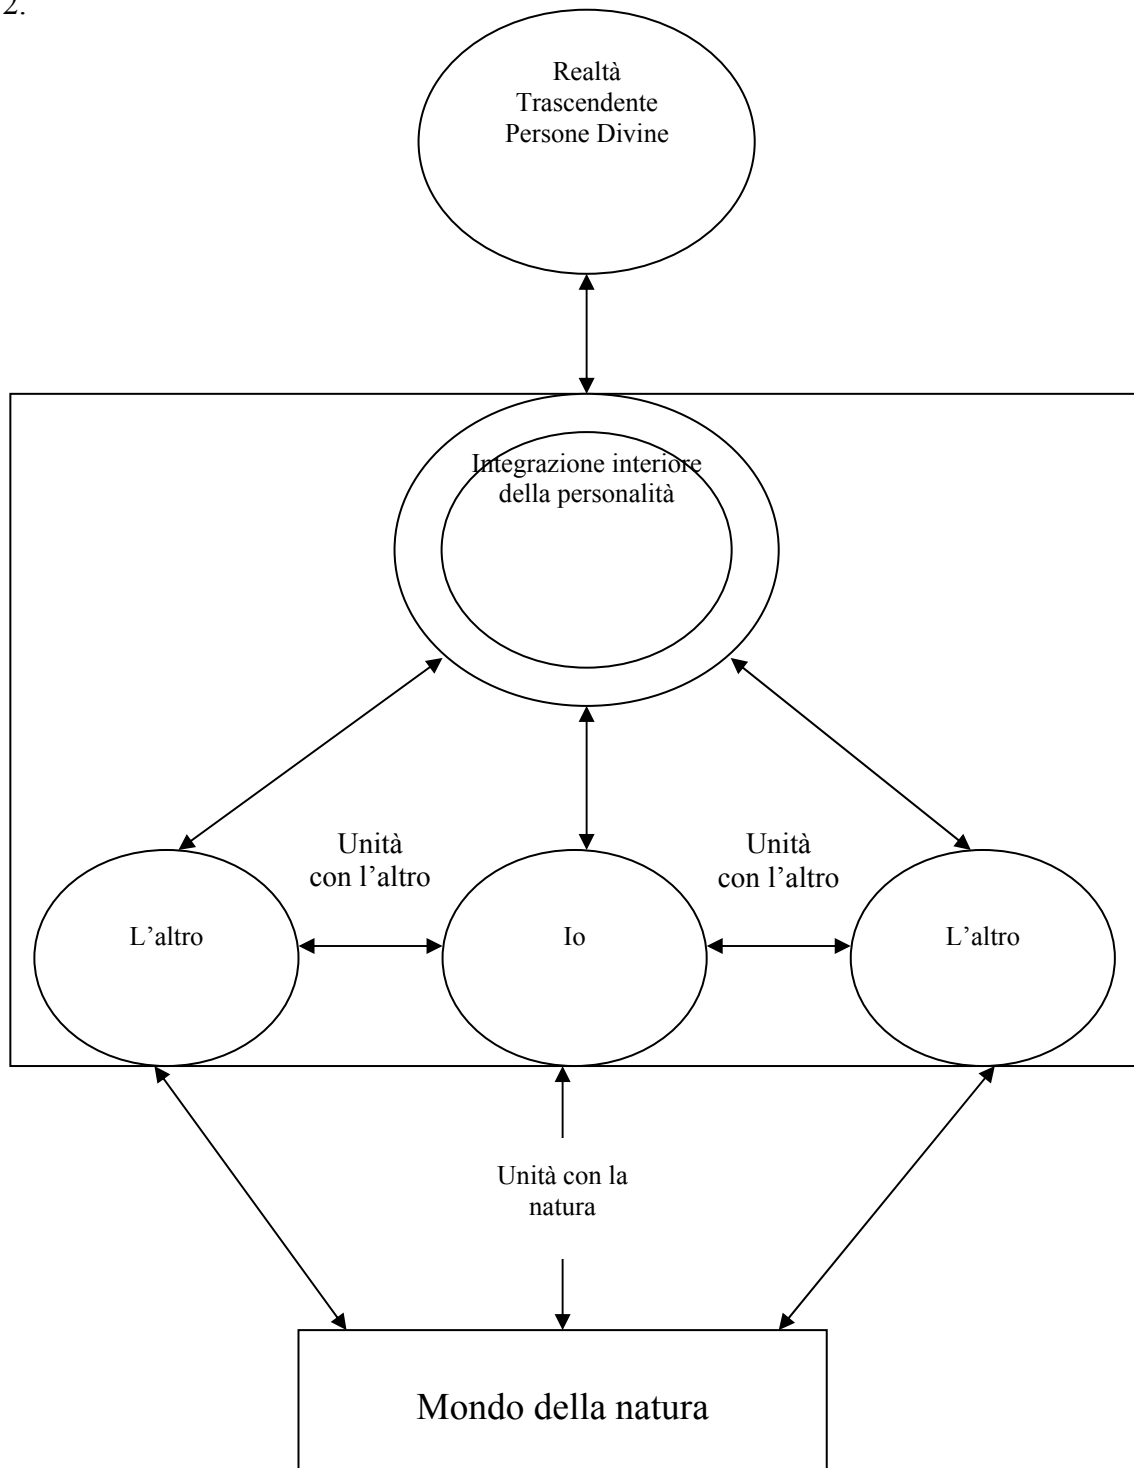 2.
Realtà
Trascendente
Persone Divine
Integrazione interiore
della personalità
Unità
con l’altro
Unità
con l’altro
L’altro
Io
L’altro
Unità con la
natura
Mondo della natura